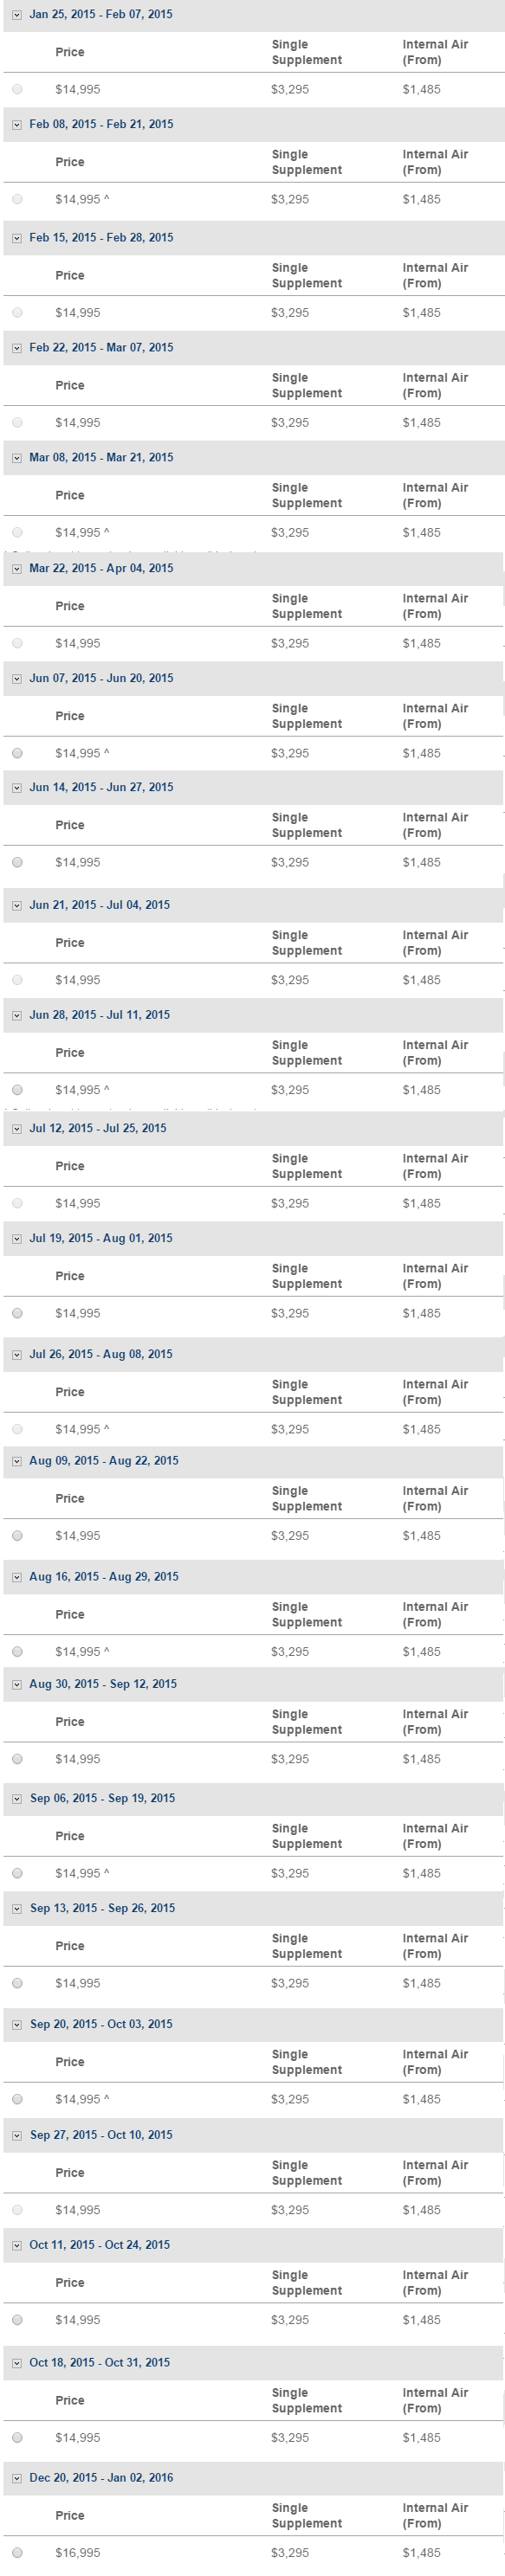 Jan 25, 2015 - Feb 07, 2015
Price Single Supplement Internal Air (From)
$14,995 $3,295 $1,485
Feb 08, 2015 - Feb 21, 2015
Price Single Supplement Internal Air (From)
$14,995 ^ $3,295 $1,485
Feb 15, 2015 - Feb 28, 2015
Price Single Supplement Internal Air (From)
$14,995 $3,295 $1,485
Feb 22, 2015 - Mar 07, 2015
Price Single Supplement Internal Air (From)
$14,995 $3,295 $1,485
Mar 08, 2015 - Mar 21, 2015
Price Single Supplement Internal Air (From)
$14,995 ^ $3,295 $1,485
Mar 22, 2015 - Apr 04, 2015
Price Single Supplement Internal Air (From)
$14,995 $3,295 $1,485
Jun 07, 2015 - Jun 20, 2015
Price Single Supplement Internal Air (From)
$14,995 ^ $3,295 $1,485
Jun 14, 2015 - Jun 27, 2015
Price Single Supplement Internal Air (From)
$14,995 $3,295 $1,485
Jun 21, 2015 - Jul 04, 2015
Price Single Supplement Internal Air (From)
$14,995 $3,295 $1,485
Jun 28, 2015 - Jul 11, 2015
Price Single Supplement Internal Air (From)
$14,995 ^ $3,295 $1,485
Jul 12, 2015 - Jul 25, 2015
Price Single Supplement Internal Air (From)
$14,995 $3,295 $1,485
Jul 19, 2015 - Aug 01, 2015
Price Single Supplement Internal Air (From)
$14,995 $3,295 $1,485
Jul 26, 2015 - Aug 08, 2015
Price Single Supplement Internal Air (From)
$14,995 ^ $3,295 $1,485
Aug 09, 2015 - Aug 22, 2015
Price Single Supplement Internal Air (From)
$14,995 $3,295 $1,485
Aug 16, 2015 - Aug 29, 2015
Price Single Supplement Internal Air (From)
$14,995 ^ $3,295 $1,485
Aug 30, 2015 - Sep 12, 2015
Price Single Supplement Internal Air (From)
$14,995 $3,295 $1,485
Sep 06, 2015 - Sep 19, 2015
Price Single Supplement Internal Air (From)
$14,995 ^ $3,295 $1,485
Sep 13, 2015 - Sep 26, 2015
Price Single Supplement Internal Air (From)
$14,995 $3,295 $1,485
Sep 20, 2015 - Oct 03, 2015
Price Single Supplement Internal Air (From)
$14,995 ^ $3,295 $1,485
Sep 27, 2015 - Oct 10, 2015
Price Single Supplement Internal Air (From)
$14,995 $3,295 $1,485
Oct 11, 2015 - Oct 24, 2015
Price Single Supplement Internal Air (From)
$14,995 $3,295 $1,485
Oct 18, 2015 - Oct 31, 2015
Price Single Supplement Internal Air (From)
$14,995 $3,295 $1,485
Dec 20, 2015 - Jan 02, 2016
Price Single Supplement Internal Air (From)
$16,995 $3,295 $1,485